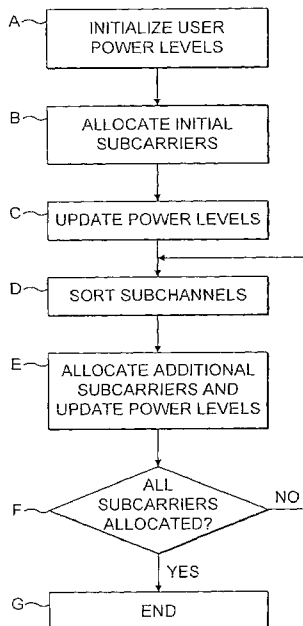 A
INITIALIZE USER
POWER LEVELS
B
ALLOCATE INITIAL
SUBCARRIERS
C
UPDATE POWER LEVELS
D
SORT SUBCHANNELS
E
ALLOCATE ADDITIONAL
SUBCARRIERS AND
UPDATE POWER LEVELS
F
ALL
SUBCARRIERS
ALLOCATED?
NO
YES
G
END